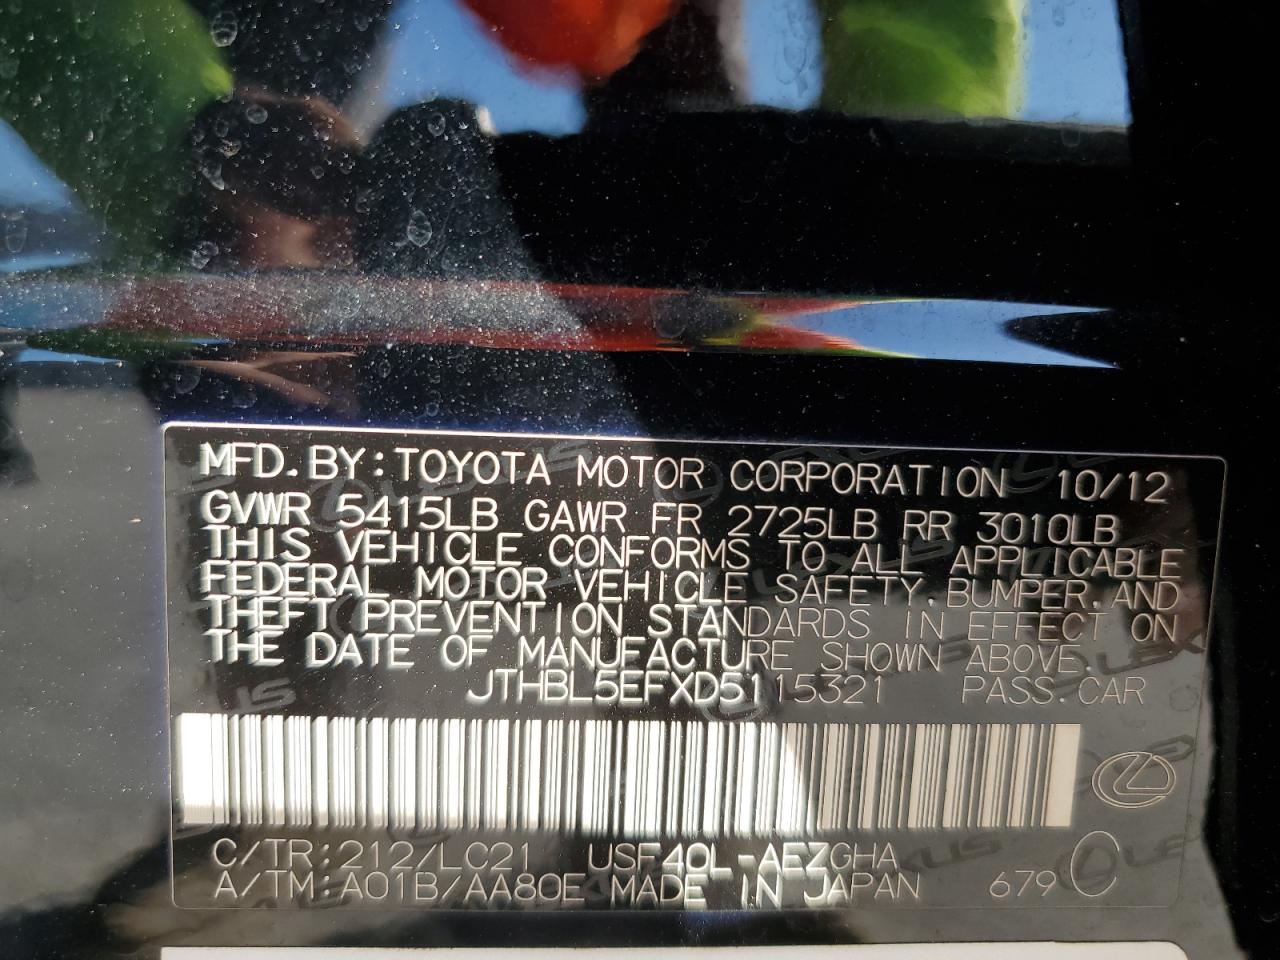 MFD.BY:TOYOTA MOTOR CORPORATION 10/12
GVWR 5415LB GAWR FR 2725LB RR 3010LB
THIS VEHICLE CONFORMS TO ALL APPLICABLE
FEDERAL MOTOR VEHICLE SAFETY,BUMPER,AND
THEFT PREVENTION STANDARDS IN EFFECT ON
THE DATE OF MANUFACTURE SHOWN ABOVE.
JTHBL5EFXD5115321 PASS.CAR
C/TR:212/LC21 USF40L-AEZGHA
A/TM:A01B/AA80E MADE IN JAPAN 679 C